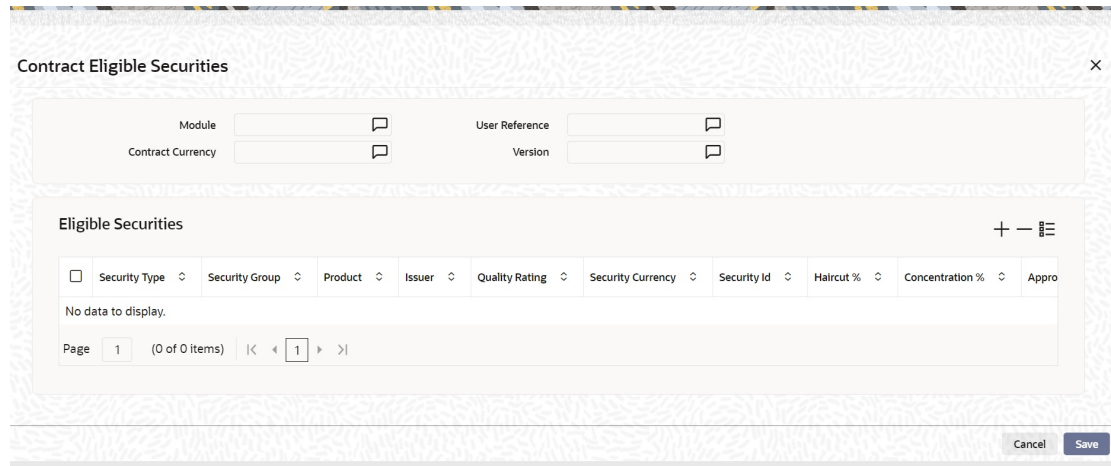 Contract Eligible Securities
Module User Reference
Contract Currency Version
Eligible Securities
Security Type Security Group Product Issuer Quality Rating Security Currency Security Id Haircut % Concentration % Appro
No data to display.
Page 1 (0 of 0 items) 1
Cancel Save